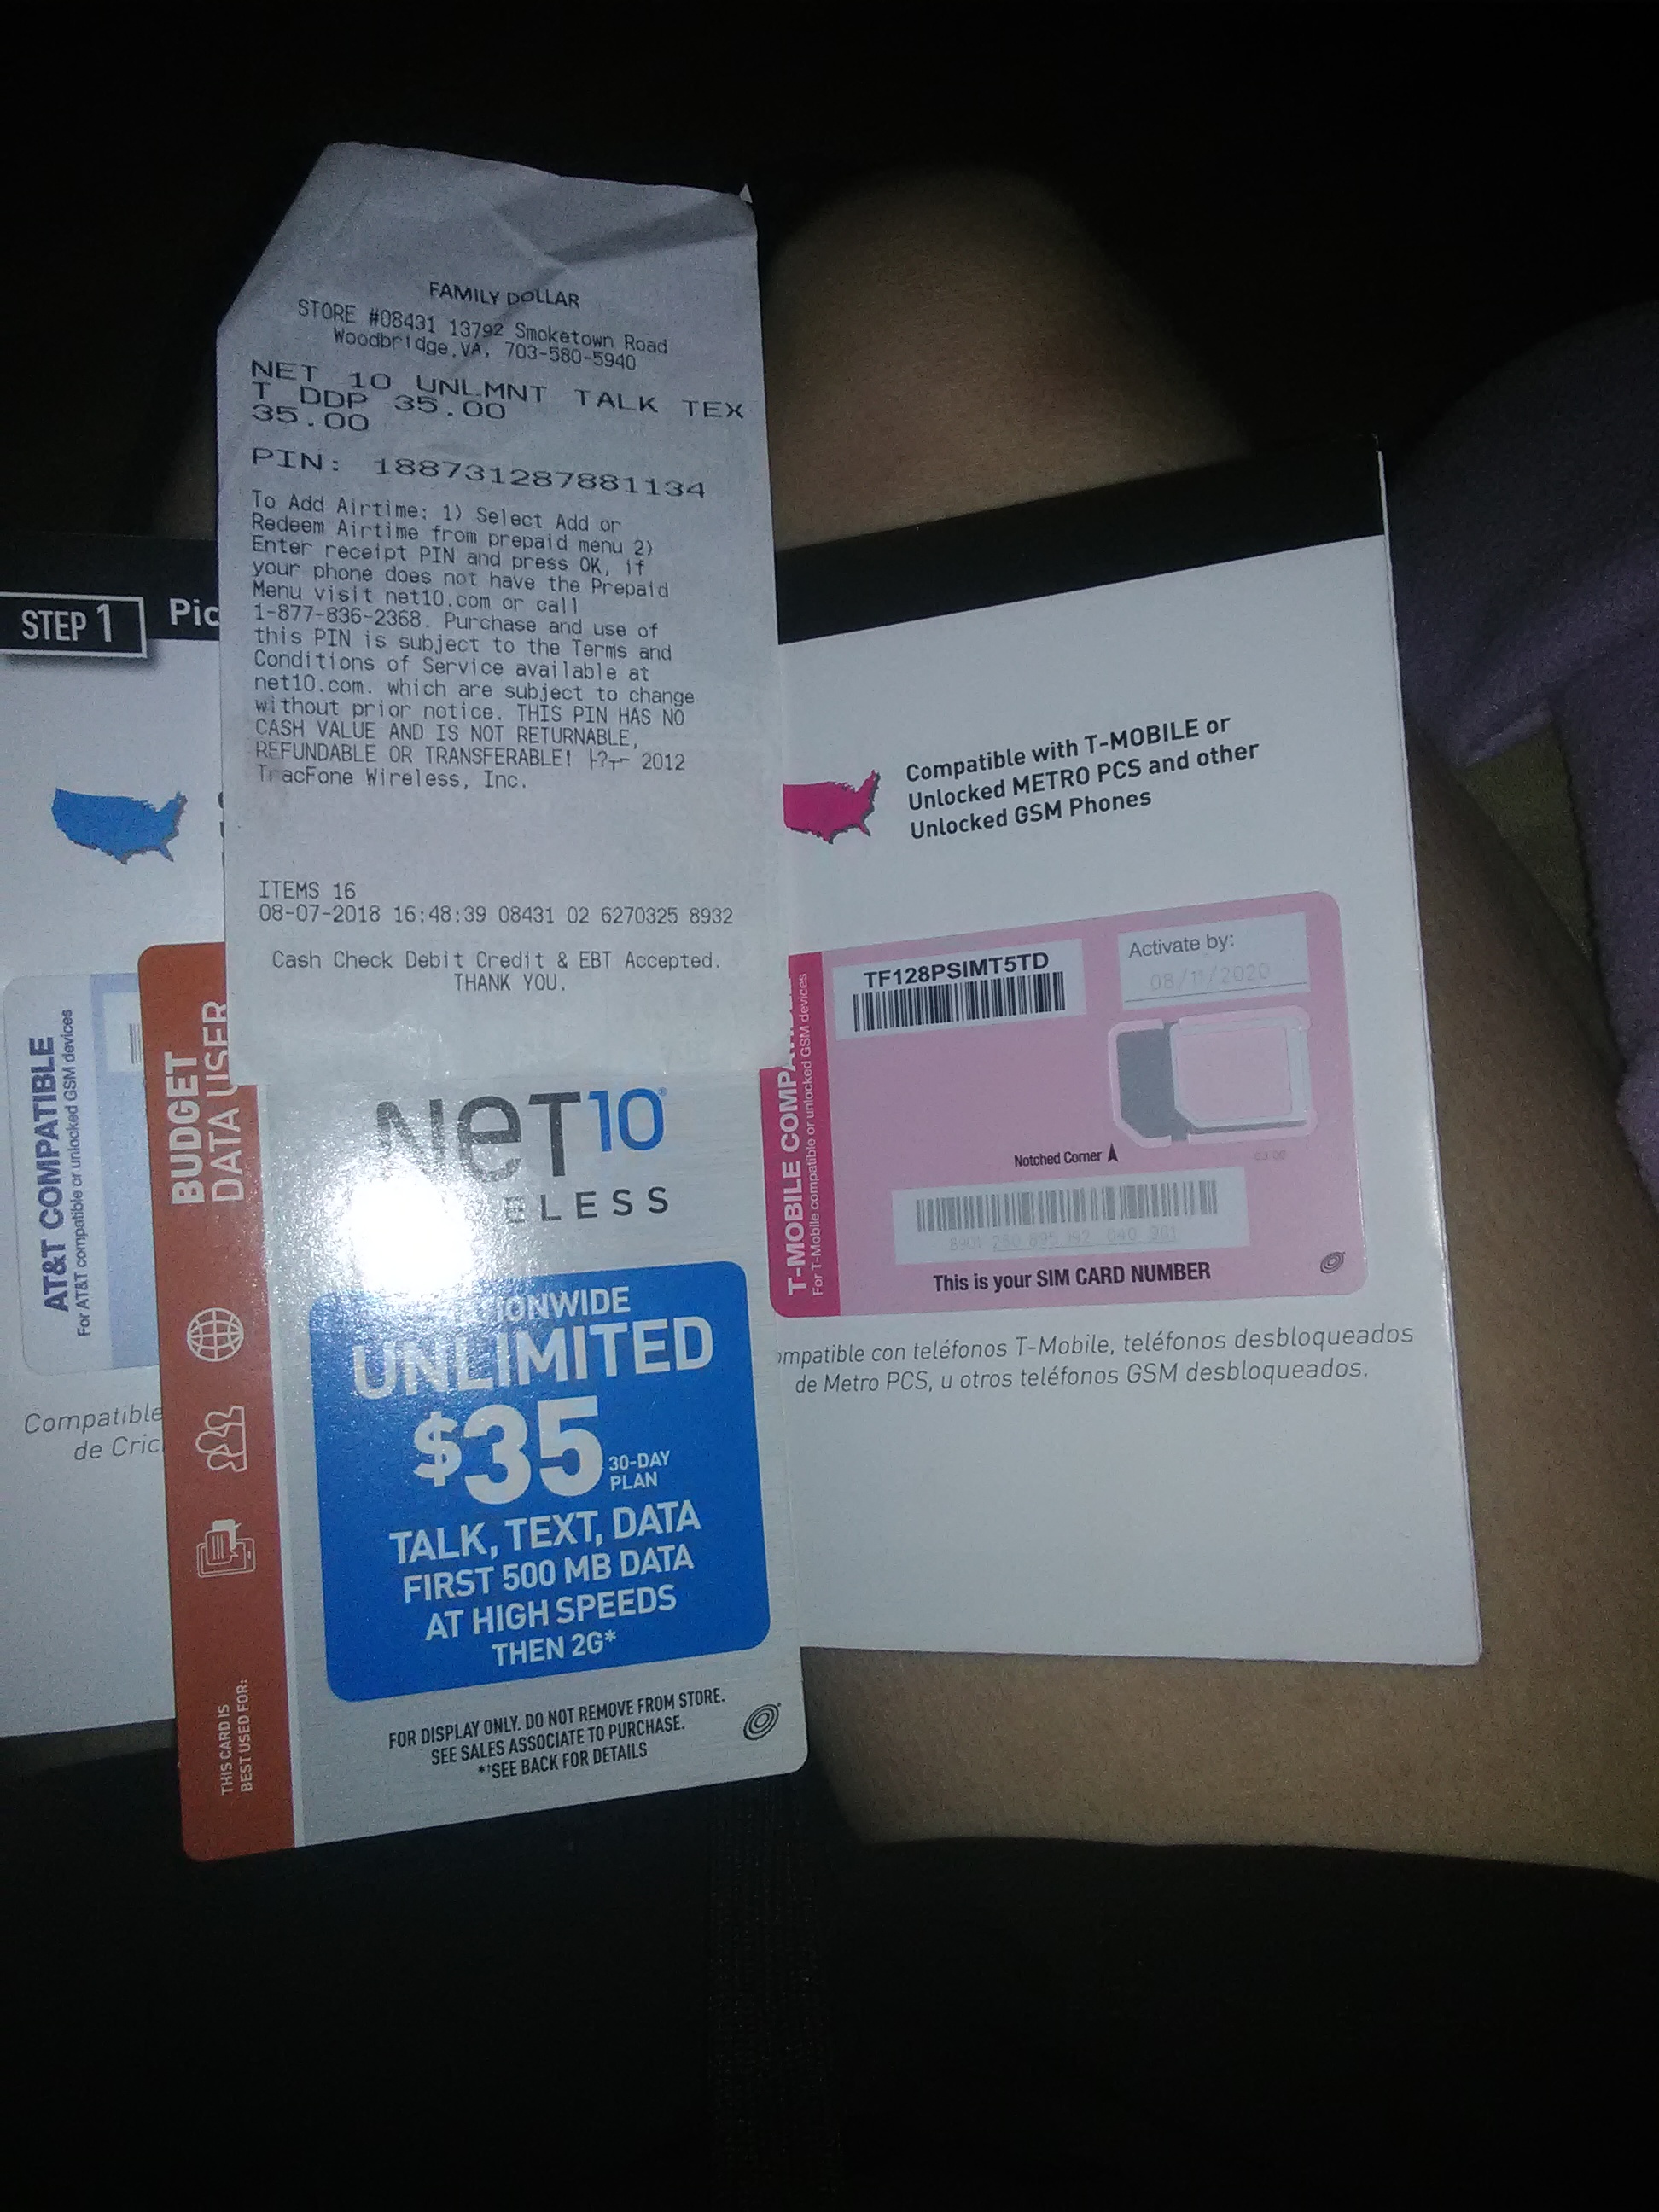 FAMILY DOLLAR
STORE #08431 13792 Smoketown Road
Woodbridge,VA, 703-580-5940
NET 10 UNLMNT TALK TEX
T DDP 35.00
35.00
PIN: 188731287881134
To Add Airtime: 1) Select Add or
Redeem Airtime from prepaid menu 2)
Enter receipt PIN and press OK, if
your phone does not have the Prepaid
Menu visit net10.com or call
1-877-836-2368. Purchase and use of
this PIN is subject to the Terms and
Conditions of Service available at
net10.com. which are subject to change
without prior notice. THIS PIN HAS NO
CASH VALUE AND IS NOT RETURNABLE,
REFUNDABLE OR TRANSFERABLE! 2012
TracFone Wireless, Inc.
ITEMS 16
08-07-2018 16:48:39 08431 02 6270325 8932
Cash Check Debit Credit & EBT Accepted.
THANK YOU.
STEP 1
AT&T COMPATIBLE
For AT&T compatible or unlocked GSM devices
Compatible
de
BUDGET
DATA USER
THIS CARD IS
BEST USED FOR:
NET10
NATIONWIDE
UNLIMITED
$35
30-DAY
PLAN
TALK, TEXT, DATA
FIRST 500 MB DATA
AT HIGH SPEEDS
THEN 2G*
FOR DISPLAY ONLY. DO NOT REMOVE FROM STORE.
SEE SALES ASSOCIATE TO PURCHASE.
*†SEE BACK FOR DETAILS
Compatible with T-MOBILE or
Unlocked METRO PCS and other
Unlocked GSM Phones
T-MOBILE
For T-Mobile compatible or unlocked GSM devices
TF128PSIMT5TD
Activate by:
08/11/2020
Notched Corner
This is your SIM CARD NUMBER
con teléfonos T-Mobile, teléfonos desbloqueados
de Metro PCS, u otros teléfonos GSM desbloqueados.